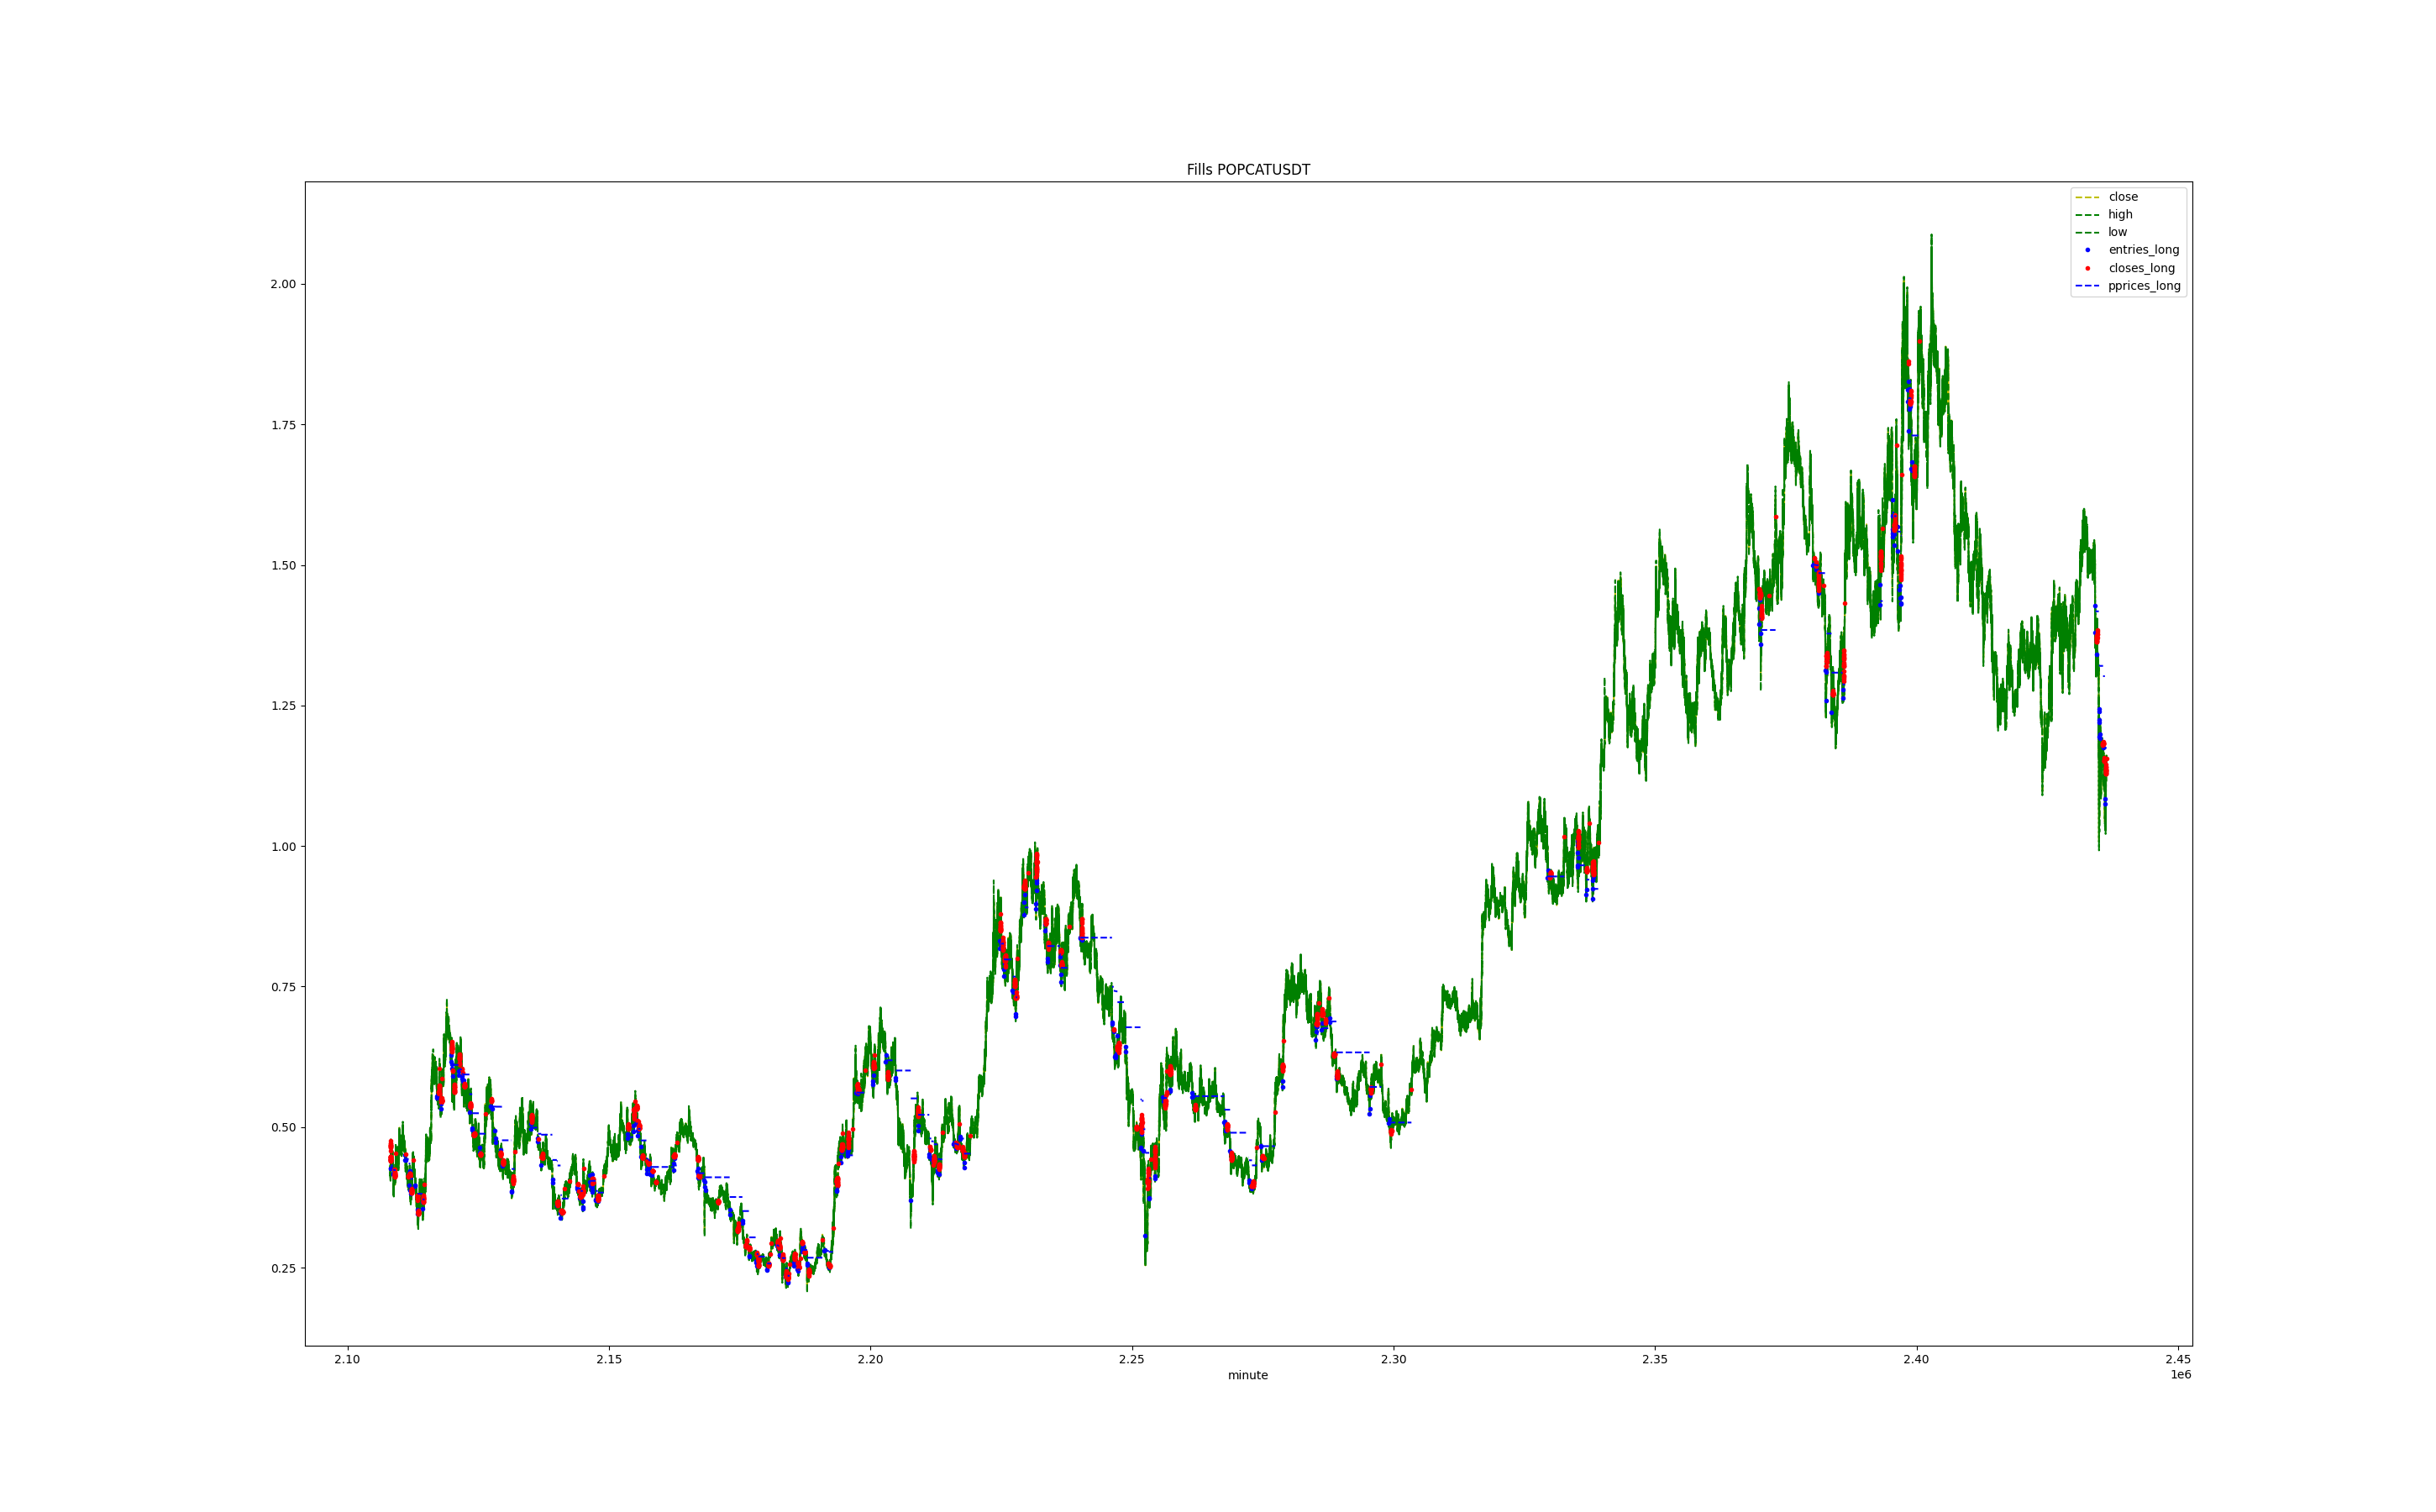 Fills POPCATUSDT
close
high
low
entries_long
closes_long
pprices_long
2.00
1.75
1.50
1.25
1.00
0.75
0.50
0.25
2.10 2.15 2.20 2.25 2.30 2.35 2.40 2.45
minute
1e6